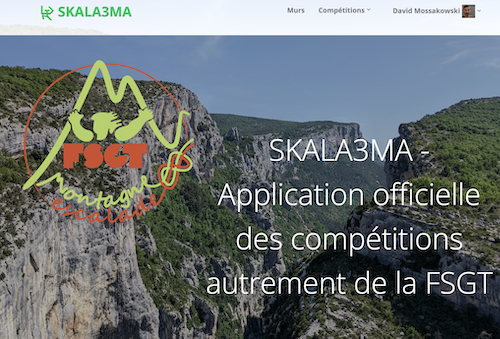 SKALA3MA
Murs
Compétitions
David Mossakowski
FSGT
montagne
escalade
SKALA3MA -
Application officielle
des compétitions
autrement de la FSGT